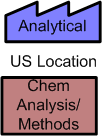 Analytical
US Location
Chem
Analysis/
Methods